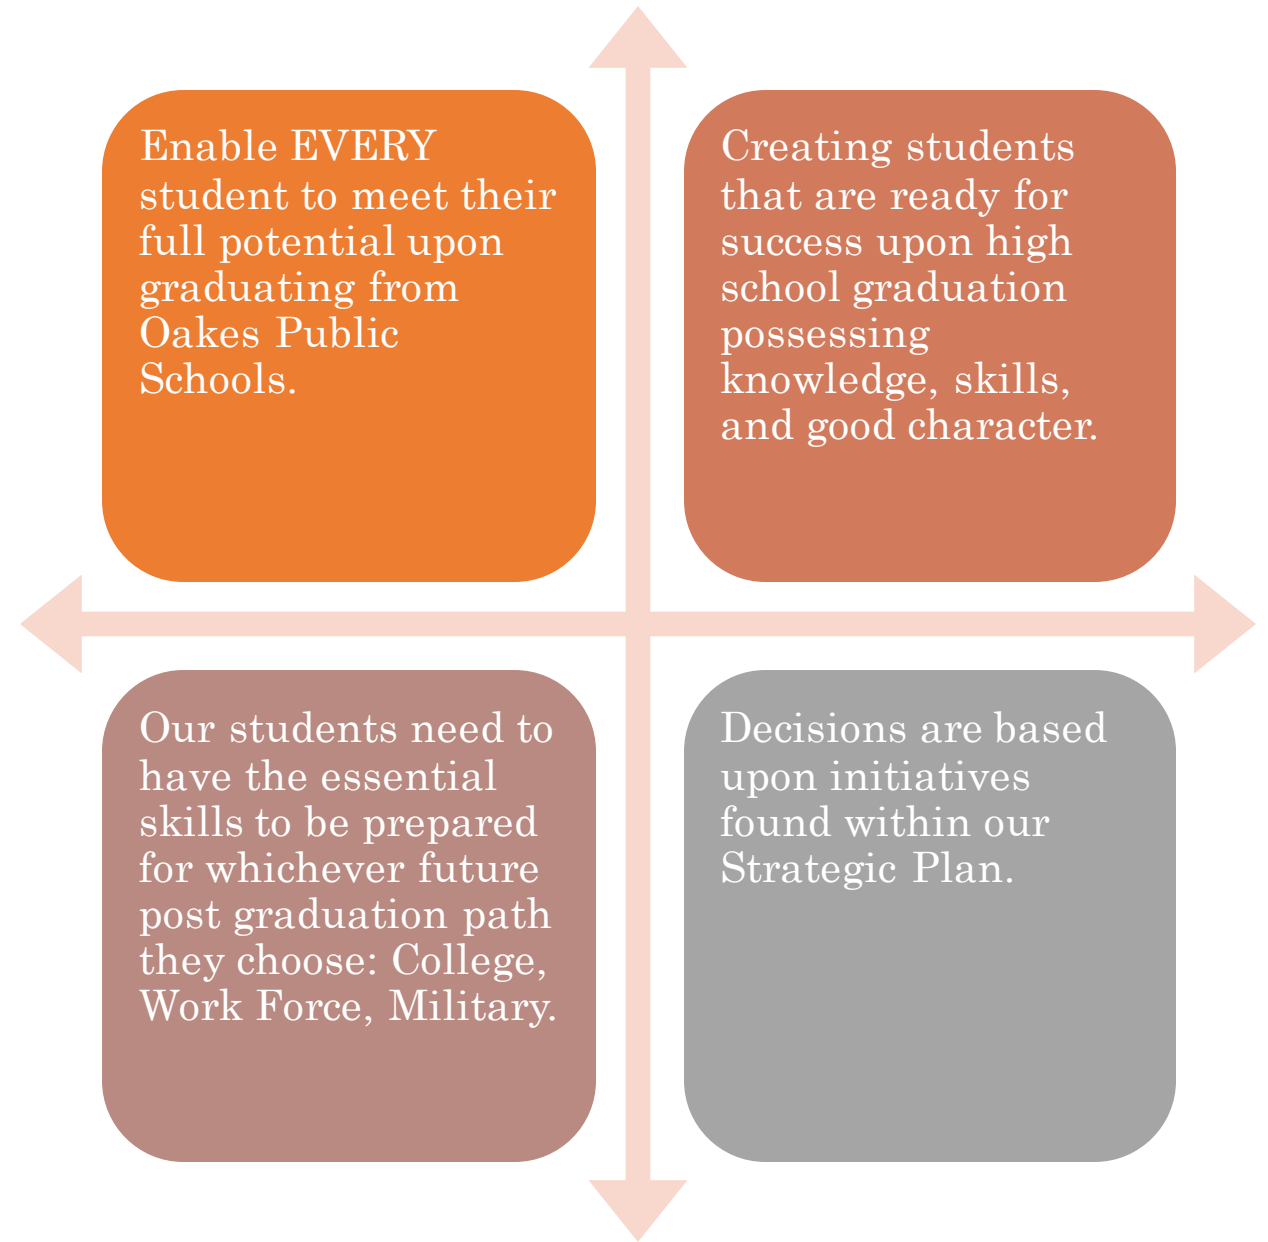 Enable EVERY
student to meet their
full potential upon
graduating from
Oakes Public
Schools.
Creating students
that are ready for
success upon high
school graduation
possessing
knowledge, skills,
and good character.
Our students need to
have the essential
skills to be prepared
for whichever future
post graduation path
they choose: College,
Work Force, Military.
Decisions are based
upon initiatives
found within our
Strategic Plan.